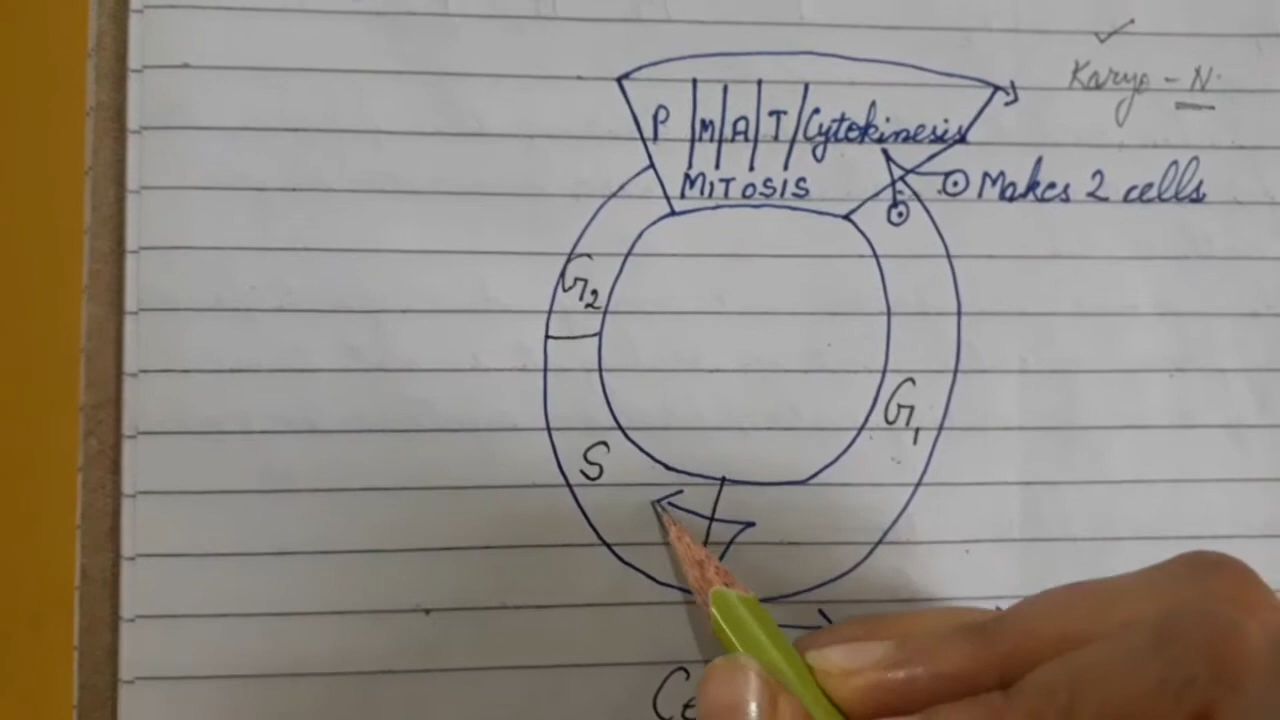 Karyo - N.
P M A T Cytokinesis
MITOSIS
Makes 2 cells
G2
G1
S